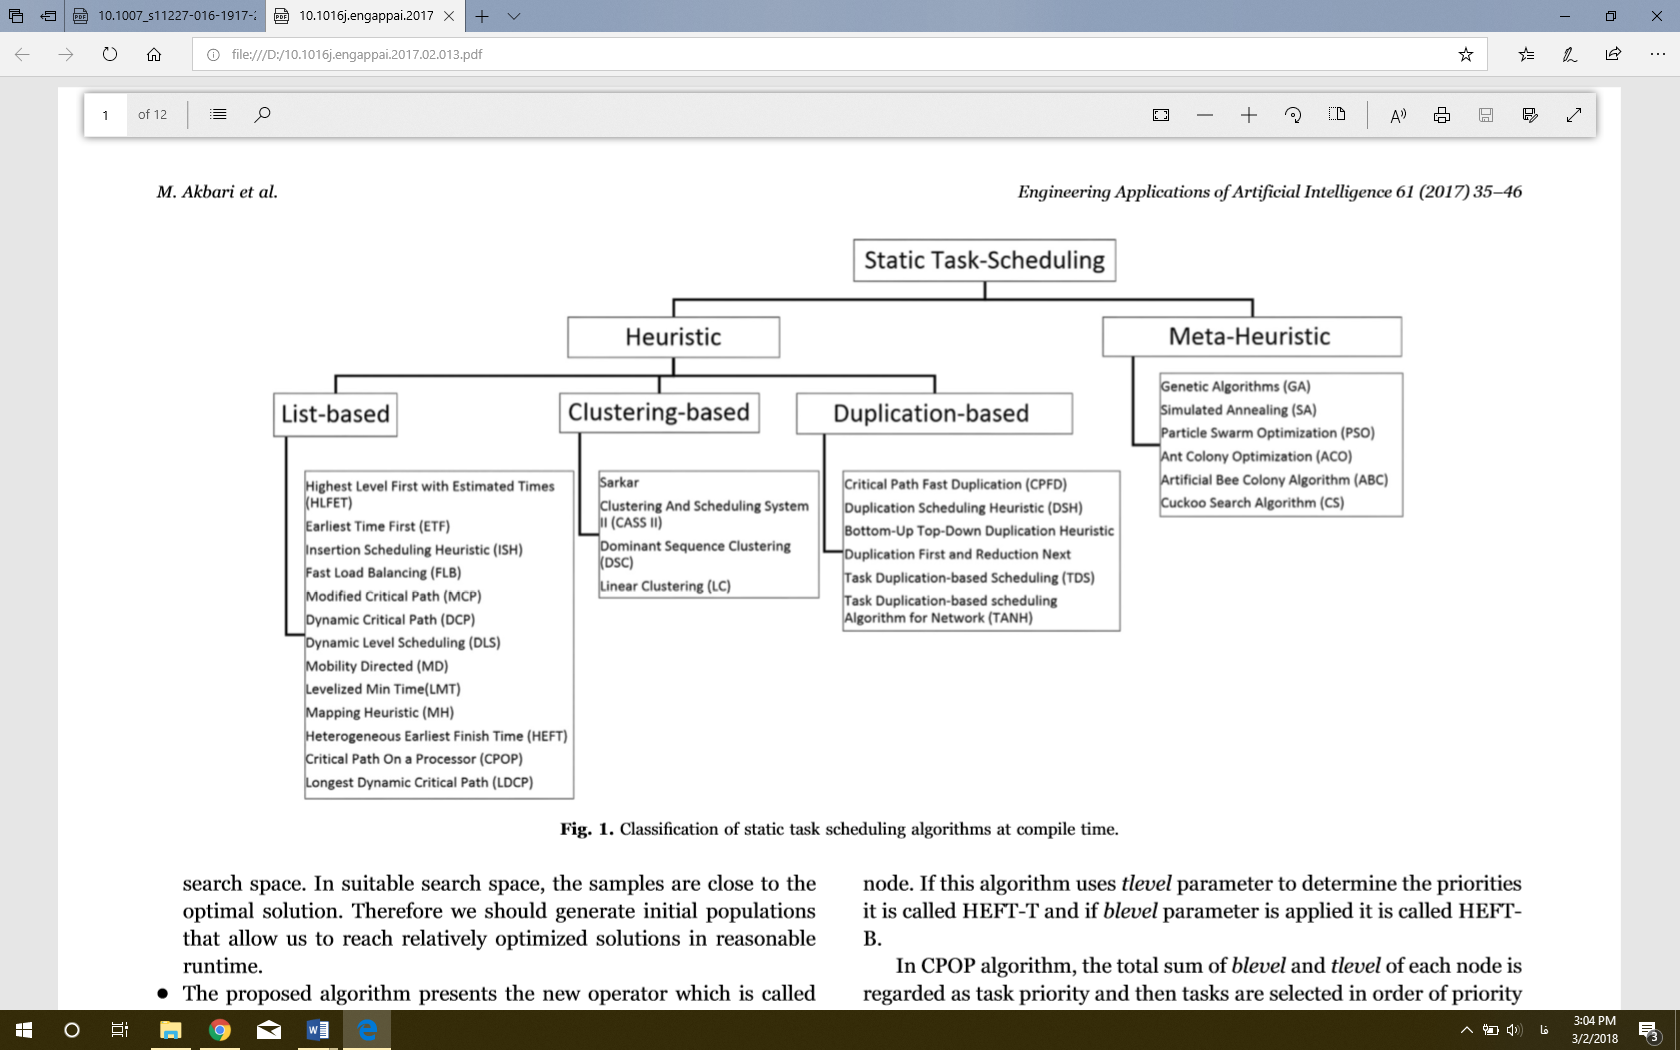 10.1007_s11227-016-1917-2
10.1016j.engappai.2017
file:///D:/10.1016j.engappai.2017.02.013.pdf
1 of 12
M. Akbari et al.
Engineering Applications of Artificial Intelligence 61 (2017) 35–46
Static Task-Scheduling
Heuristic
Meta-Heuristic
List-based
Clustering-based
Duplication-based
Genetic Algorithms (GA)
Simulated Annealing (SA)
Particle Swarm Optimization (PSO)
Ant Colony Optimization (ACO)
Artificial Bee Colony Algorithm (ABC)
Cuckoo Search Algorithm (CS)
Highest Level First with Estimated Times
(HLFET)
Earliest Time First (ETF)
Insertion Scheduling Heuristic (ISH)
Fast Load Balancing (FLB)
Modified Critical Path (MCP)
Dynamic Critical Path (DCP)
Dynamic Level Scheduling (DLS)
Mobility Directed (MD)
Levelized Min Time(LMT)
Mapping Heuristic (MH)
Heterogeneous Earliest Finish Time (HEFT)
Critical Path On a Processor (CPOP)
Longest Dynamic Critical Path (LDCP)
Sarkar
Clustering And Scheduling System
II (CASS II)
Dominant Sequence Clustering
(DSC)
Linear Clustering (LC)
Critical Path Fast Duplication (CPFD)
Duplication Scheduling Heuristic (DSH)
Bottom-Up Top-Down Duplication Heuristic
Duplication First and Reduction Next
Task Duplication-based Scheduling (TDS)
Task Duplication-based scheduling
Algorithm for Network (TANH)
Fig. 1. Classification of static task scheduling algorithms at compile time.
search space. In suitable search space, the samples are close to the
optimal solution. Therefore we should generate initial populations
that allow us to reach relatively optimized solutions in reasonable
runtime.
● The proposed algorithm presents the new operator which is called
node. If this algorithm uses tlevel parameter to determine the priorities
it is called HEFT-T and if blevel parameter is applied it is called HEFT-
B.
In CPOP algorithm, the total sum of blevel and tlevel of each node is
regarded as task priority and then tasks are selected in order of priority
فا
3:04 PM
3/2/2018
3